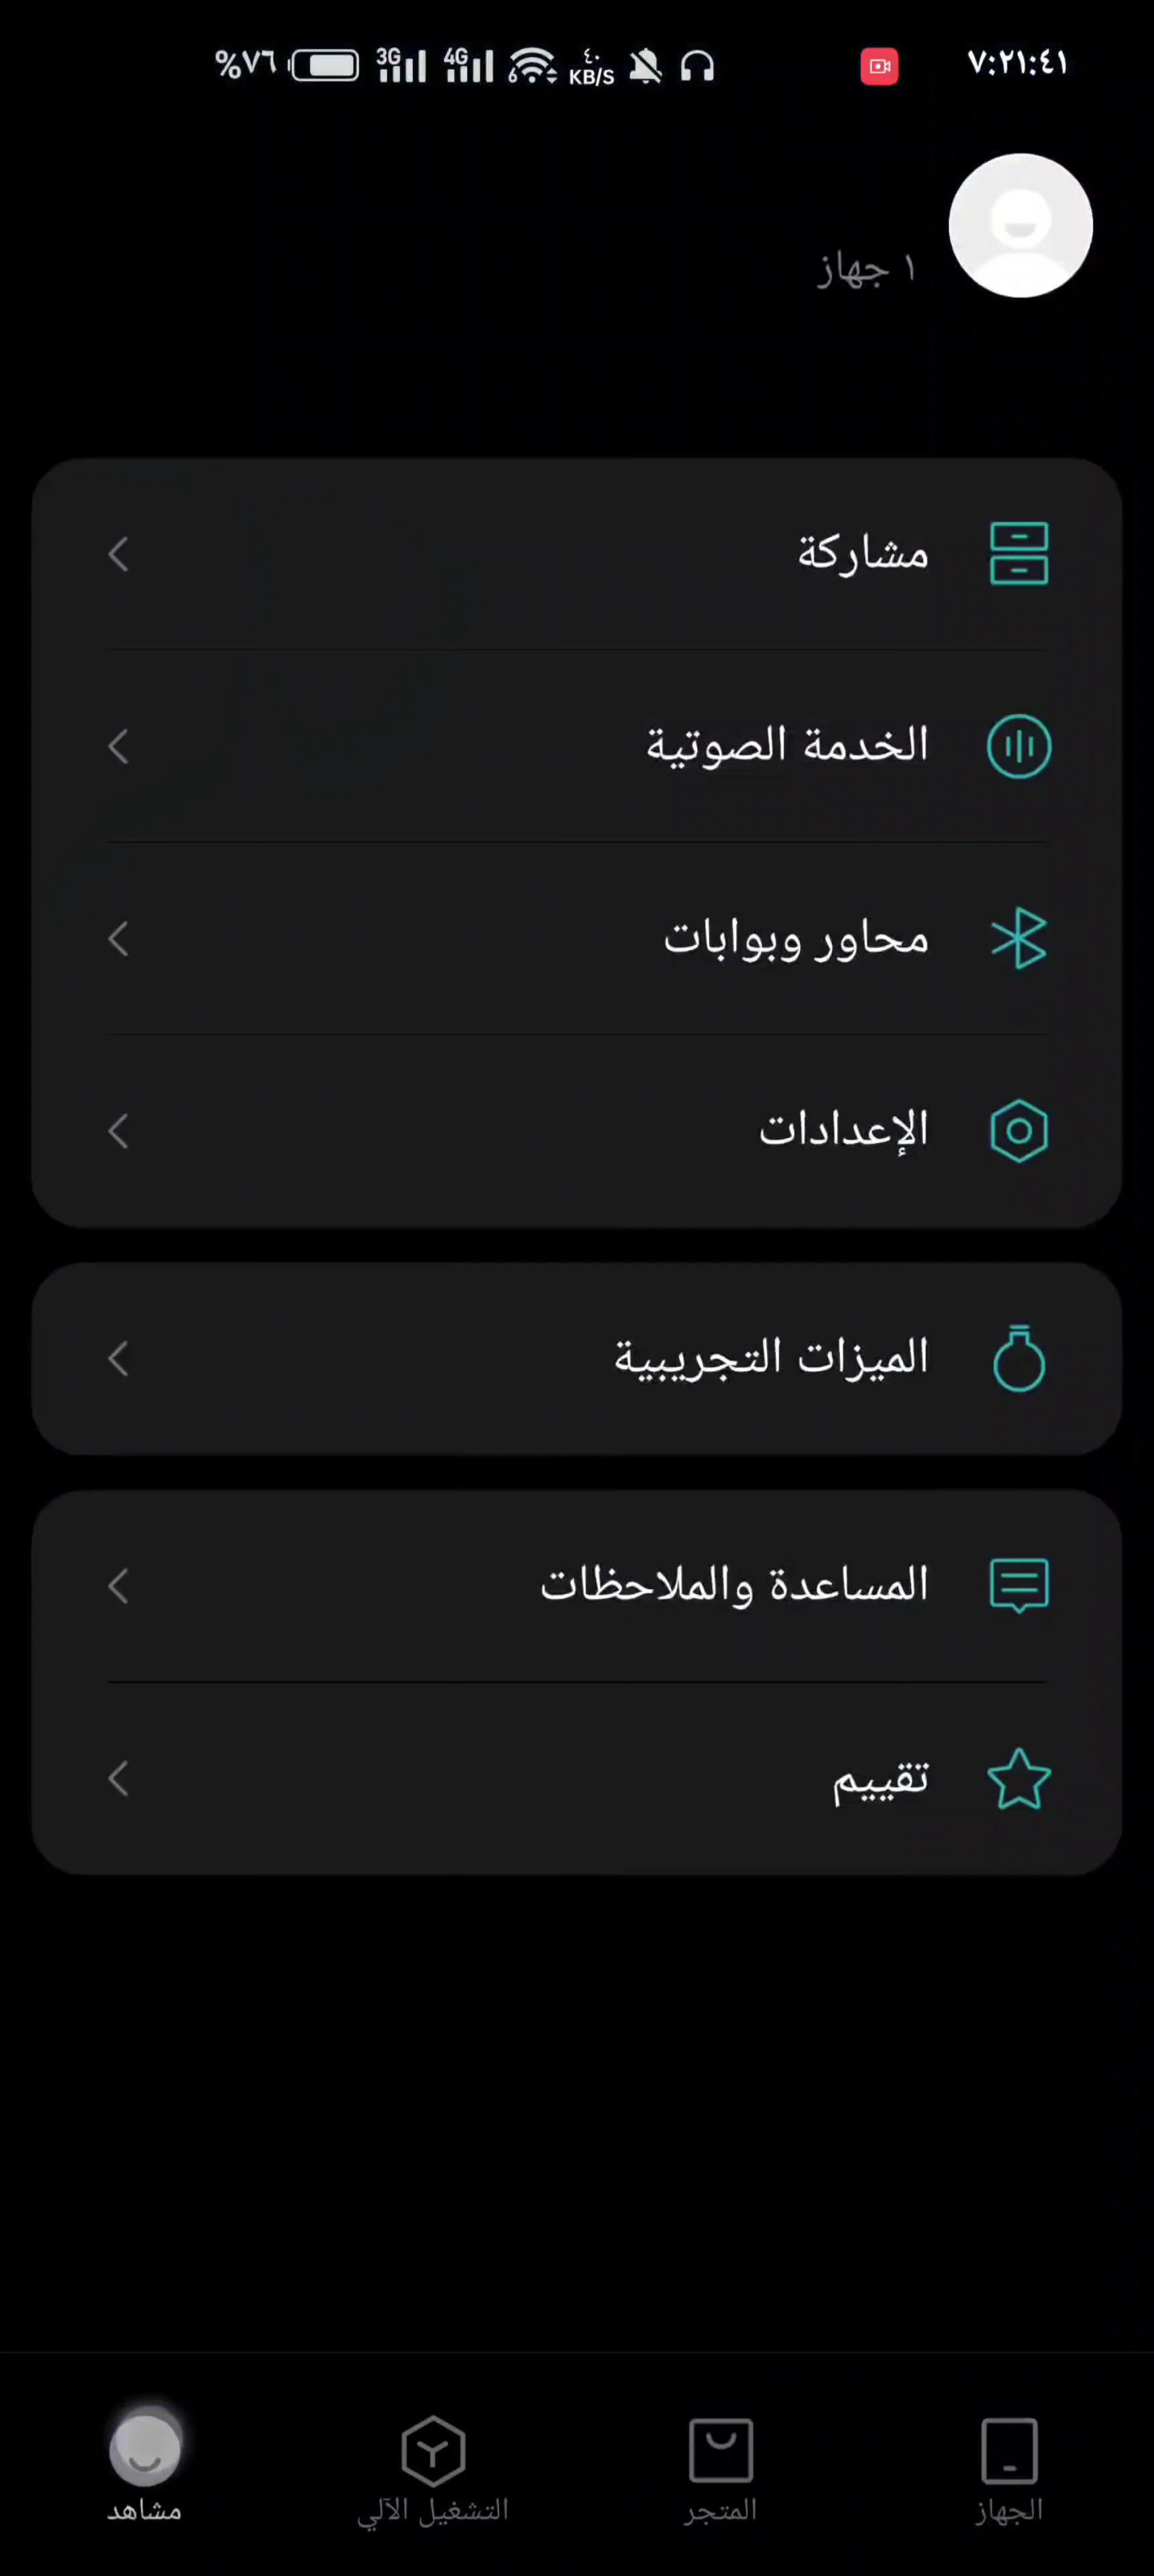 ٧:٢١:٤١ ٤٠ KB/S 4G 3G %٧٦
١ جهاز
مشاركة
الخدمة الصوتية
محاور وبوابات
الإعدادات
الميزات التجريبية
المساعدة والملاحظات
تقييم
الجهاز المتجر التشغيل الآلي مشاهد